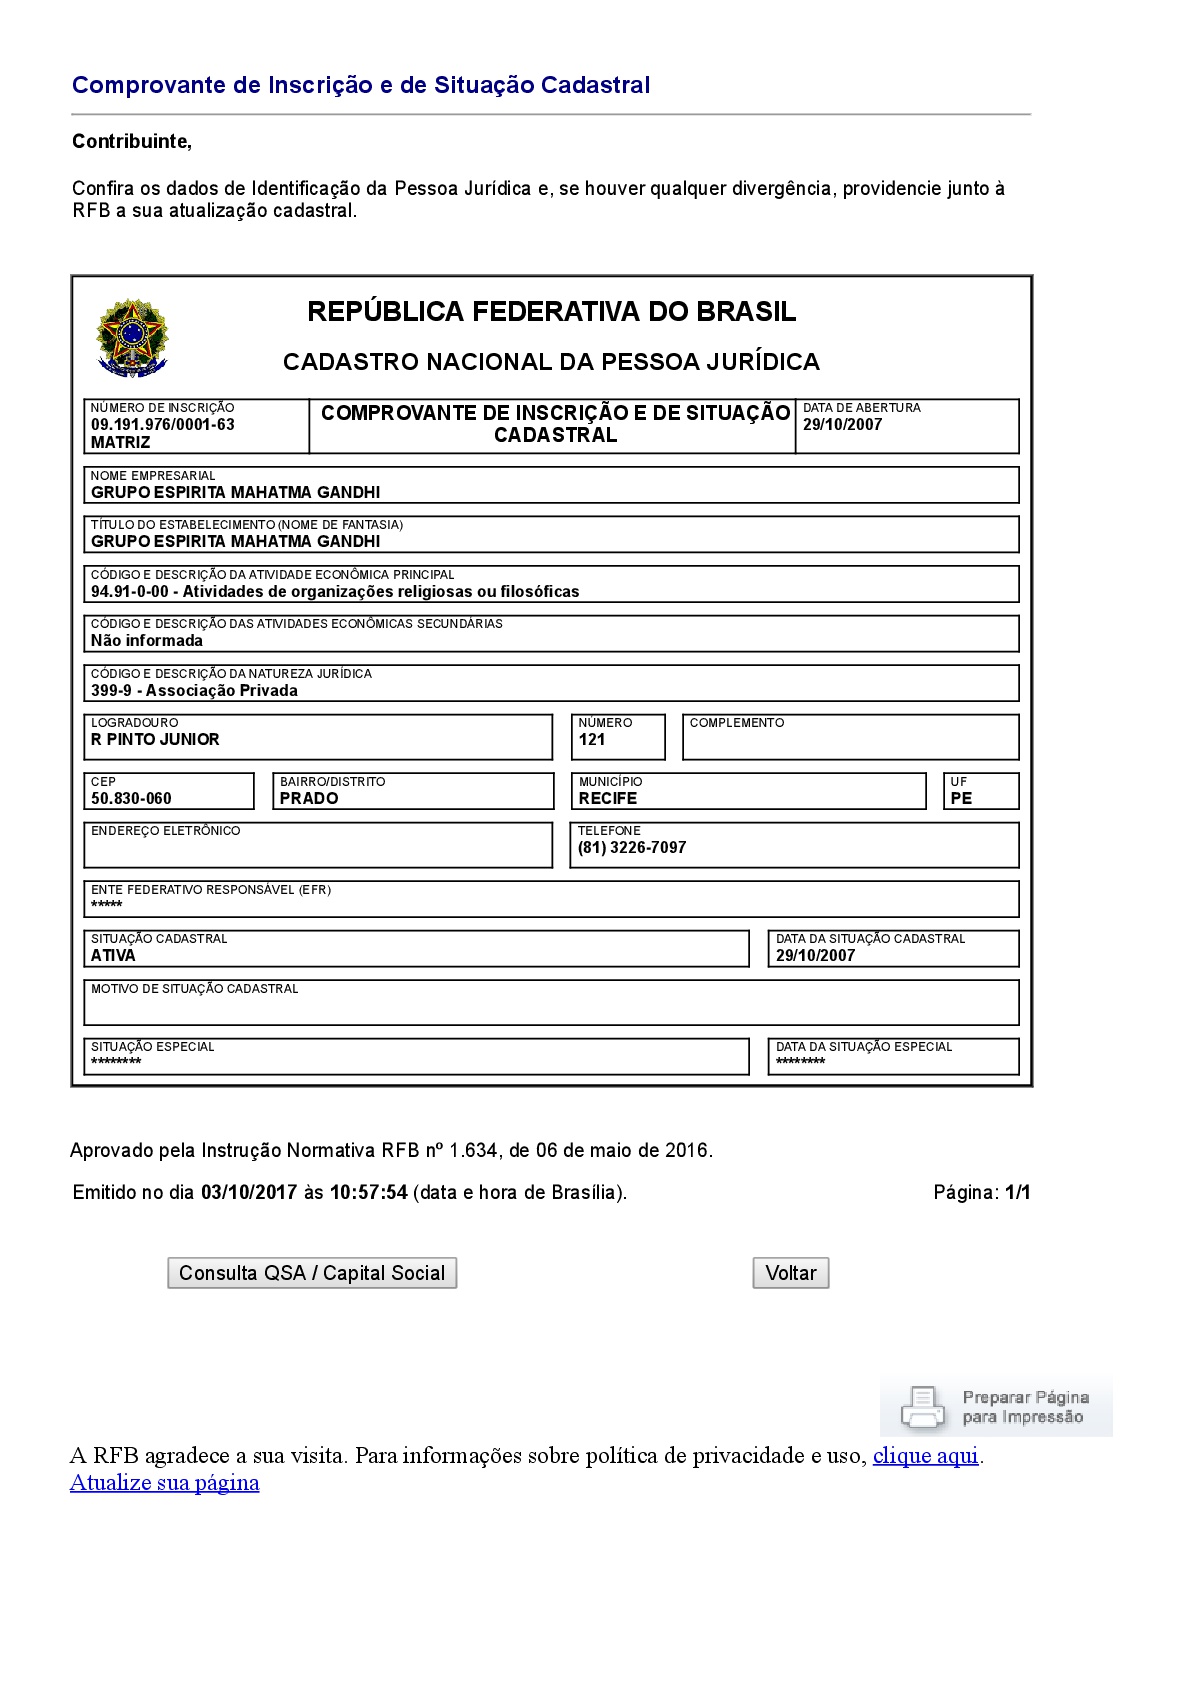 Comprovante de Inscrição e de Situação Cadastral
Contribuinte,
Confira os dados de Identificação da Pessoa Jurídica e, se houver qualquer divergência, providencie junto à
RFB a sua atualização cadastral.
REPÚBLICA FEDERATIVA DO BRASIL
CADASTRO NACIONAL DA PESSOA JURÍDICA
NÚMERO DE INSCRIÇÃO
09.191.976/0001-63
MATRIZ
COMPROVANTE DE INSCRIÇÃO E DE SITUAÇÃO
CADASTRAL
DATA DE ABERTURA
29/10/2007
NOME EMPRESARIAL
GRUPO ESPIRITA MAHATMA GANDHI
TÍTULO DO ESTABELECIMENTO (NOME DE FANTASIA)
GRUPO ESPIRITA MAHATMA GANDHI
CÓDIGO E DESCRIÇÃO DA ATIVIDADE ECONÔMICA PRINCIPAL
94.91-0-00 - Atividades de organizações religiosas ou filosóficas
CÓDIGO E DESCRIÇÃO DAS ATIVIDADES ECONÔMICAS SECUNDÁRIAS
Não informada
CÓDIGO E DESCRIÇÃO DA NATUREZA JURÍDICA
399-9 - Associação Privada
LOGRADOURO
R PINTO JUNIOR
NÚMERO
121
COMPLEMENTO
CEP
50.830-060
BAIRRO/DISTRITO
PRADO
MUNICÍPIO
RECIFE
UF
PE
ENDEREÇO ELETRÔNICO
TELEFONE
(81) 3226-7097
ENTE FEDERATIVO RESPONSÁVEL (EFR)
*****
SITUAÇÃO CADASTRAL
ATIVA
DATA DA SITUAÇÃO CADASTRAL
29/10/2007
MOTIVO DE SITUAÇÃO CADASTRAL
SITUAÇÃO ESPECIAL
********
DATA DA SITUAÇÃO ESPECIAL
********
Aprovado pela Instrução Normativa RFB nº 1.634, de 06 de maio de 2016.
Emitido no dia 03/10/2017 às 10:57:54 (data e hora de Brasília). Página: 1/1
Consulta QSA / Capital Social
Voltar
Preparar Página
para Impressão
A RFB agradece a sua visita. Para informações sobre política de privacidade e uso, clique aqui.
Atualize sua página